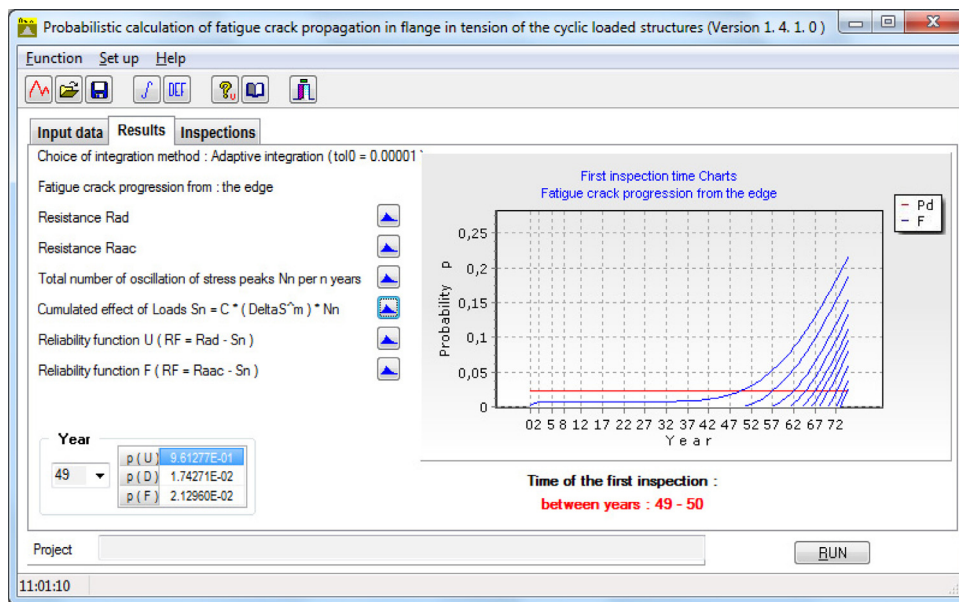 Probabilistic calculation of fatigue crack propagation in flange in tension of the cyclic loaded structures (Version 1. 4. 1. 0 )
Function Set up Help
DEF
Input data Results Inspections
Choice of integration method : Adaptive integration ( tol0 = 0.00001 )
Fatigue crack progression from : the edge
Resistance Rad
Resistance Raac
Total number of oscillation of stress peaks Nn per n years
Cumulated effect of Loads Sn = C * ( DeltaS^m ) * Nn
Reliability function U ( RF = Rad - Sn )
Reliability function F ( RF = Raac - Sn )
Year
49
p ( U ) 9.61277E-01
p ( D ) 1.74271E-02
p ( F ) 2.12960E-02
First inspection time Charts
Fatigue crack progression from the edge
Pd
F
Probability p
0,25
0,2
0,15
0,1
0,05
0
02 5 8 12 17 22 27 32 37 42 47 52 57 62 67 72
Year
Time of the first inspection :
between years : 49 - 50
Project
RUN
11:01:10